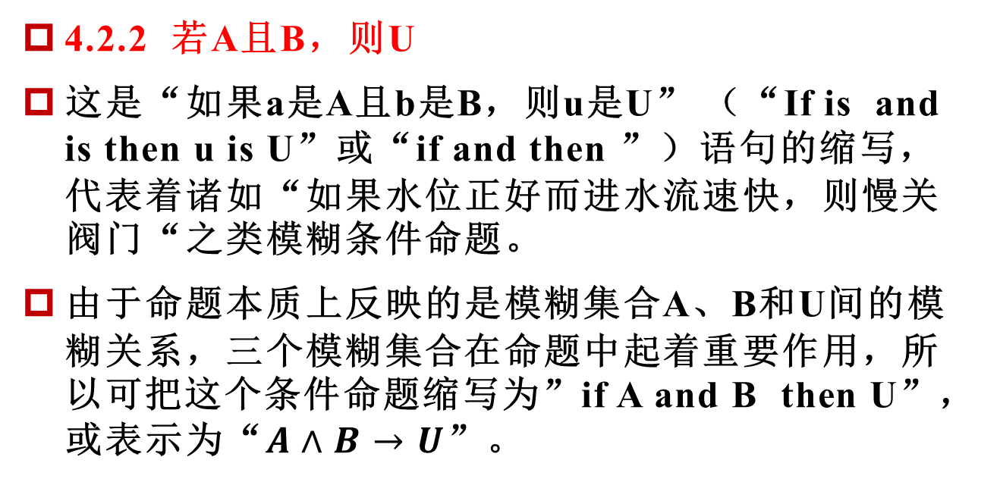 4.2.2 若A且B，则U
这是“如果a是A且b是B，则u是U”（“If is and
is then u is U”或“if and then ”）语句的缩写，
代表着诸如“如果水位正好而进水流速快，则慢关
阀门“之类模糊条件命题。
由于命题本质上反映的是模糊集合A、B和U间的模
糊关系，三个模糊集合在命题中起着重要作用，所
以可把这个条件命题缩写为”if A and B then U”，
或表示为“A∧B→U”。